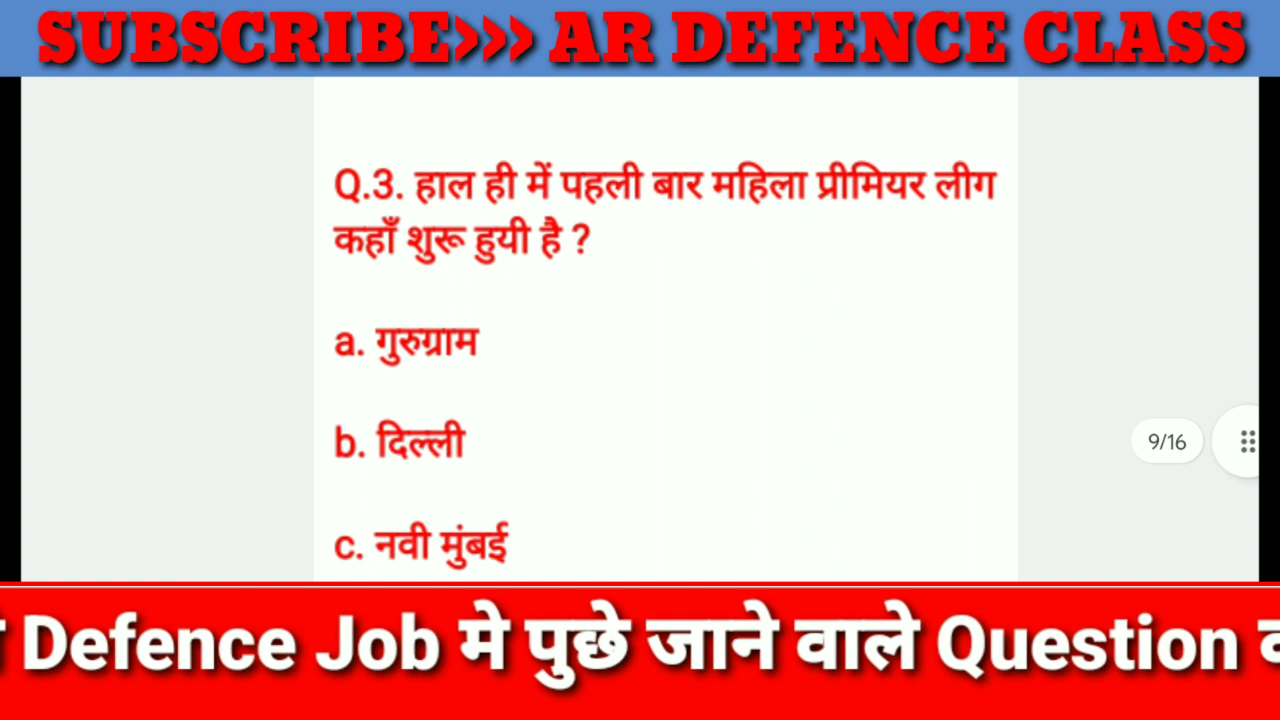 SUBSCRIBE>>> AR DEFENCE CLASS
Q.3. हाल ही में पहली बार महिला प्रीमियर लीग
कहाँ शुरू हुयी है ?
a. गुरुग्राम
b. दिल्ली
9/16
c. नवी मुंबई
Defence Job मे पुछे जाने वाले Question